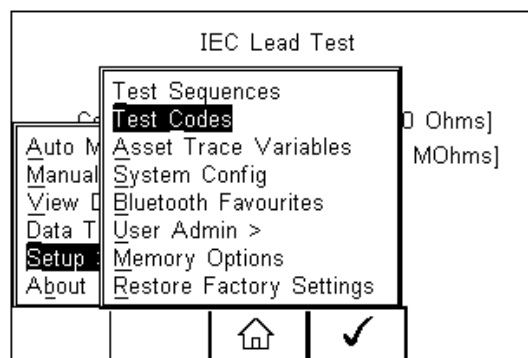 IEC Lead Test
Test Sequences
Test Codes
Asset Trace Variables
System Config
Bluetooth Favourites
User Admin >
Memory Options
Restore Factory Settings
Ohms]
MOhms]
Auto
Manual
View
Data
Setup
About